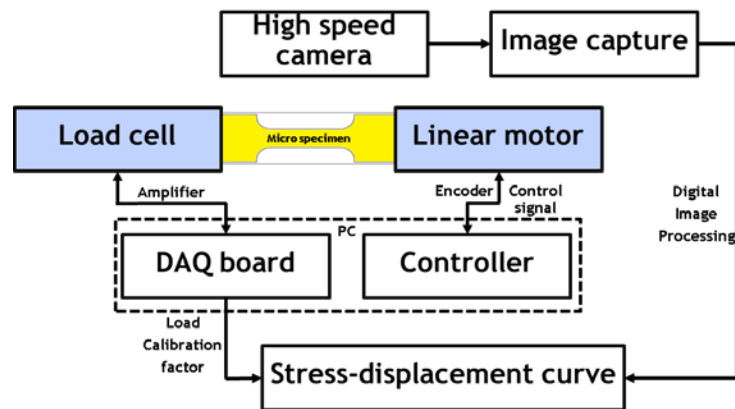 High speed
camera
Image capture
Load cell
Micro specimen
Linear motor
Amplifier
Encoder
Control
signal
Digital
Image
Processing
PC
DAQ board
Controller
Load
Calibration
factor
Stress-displacement curve